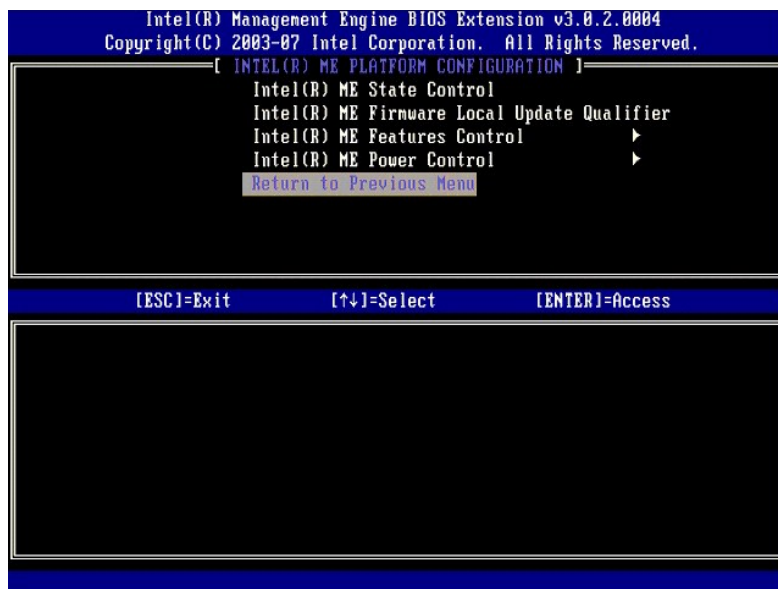 Intel(R) Management Engine BIOS Extension v3.0.2.0004
Copyright(C) 2003-07 Intel Corporation. All Rights Reserved.
[ INTEL(R) ME PLATFORM CONFIGURATION ]
Intel(R) ME State Control
Intel(R) ME Firmware Local Update Qualifier
Intel(R) ME Features Control ►
Intel(R) ME Power Control ►
Return to Previous Menu
[ESC]=Exit [↑↓]=Select [ENTER]=Access